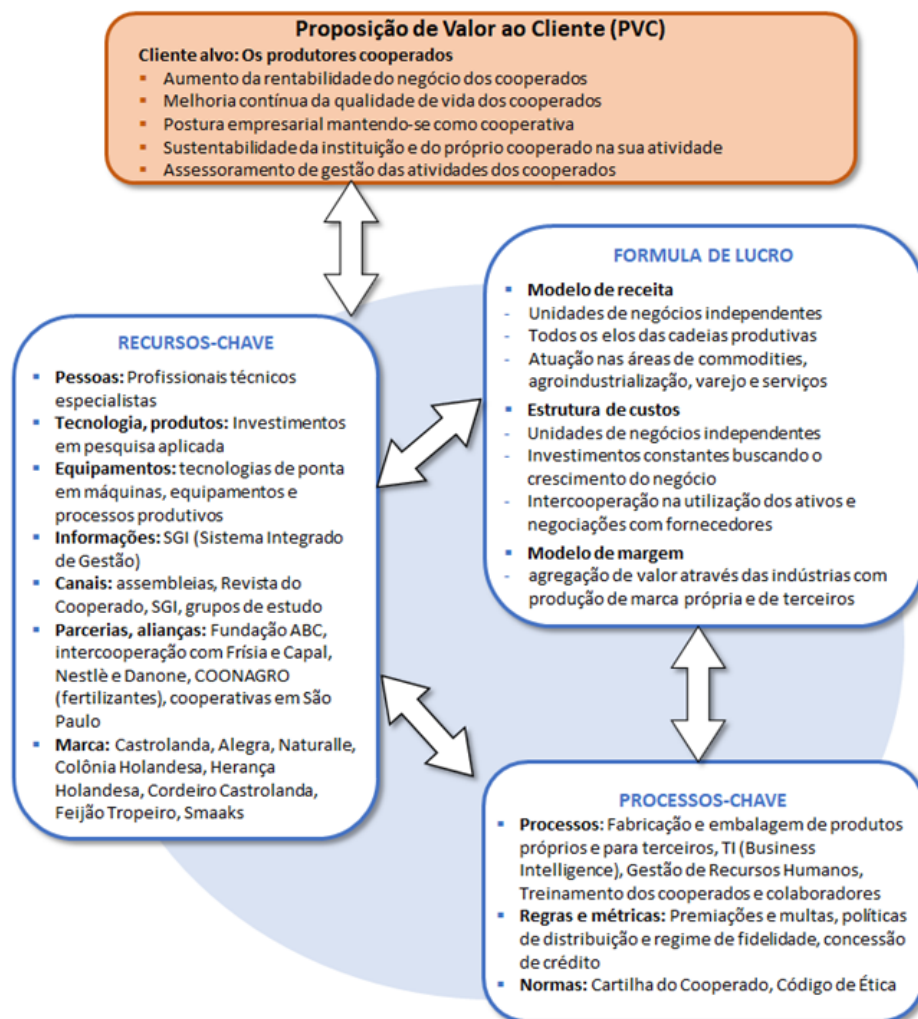 Proposição de Valor ao Cliente (PVC)
Cliente alvo: Os produtores cooperados
▪ Aumento da rentabilidade do negócio dos cooperados
▪ Melhoria contínua da qualidade de vida dos cooperados
▪ Postura empresarial mantendo-se como cooperativa
▪ Sustentabilidade da instituição e do próprio cooperado na sua atividade
▪ Assessoramento de gestão das atividades dos cooperados
FORMULA DE LUCRO
▪ Modelo de receita
- Unidades de negócios independentes
- Todos os elos das cadeias produtivas
- Atuação nas áreas de commodities,
agroindustrialização, varejo e serviços
▪ Estrutura de custos
- Unidades de negócios independentes
- Investimentos constantes buscando o
crescimento do negócio
- Intercooperação na utilização dos ativos e
negociações com fornecedores
▪ Modelo de margem
- agregação de valor através das indústrias com
produção de marca própria e de terceiros
RECURSOS-CHAVE
▪ Pessoas: Profissionais técnicos
especialistas
▪ Tecnologia, produtos: Investimentos
em pesquisa aplicada
▪ Equipamentos: tecnologias de ponta
em máquinas, equipamentos e
processos produtivos
▪ Informações: SGI (Sistema Integrado
de Gestão)
▪ Canais: assembleias, Revista do
Cooperado, SGI, grupos de estudo
▪ Parcerias, alianças: Fundação ABC,
intercooperação com Frísia e Capal,
Nestlè e Danone, COONAGRO
(fertilizantes), cooperativas em São
Paulo
▪ Marca: Castrolanda, Alegra, Naturalle,
Colônia Holandesa, Herança
Holandesa, Cordeiro Castrolanda,
Feijão Tropeiro, Smaaks
PROCESSOS-CHAVE
▪ Processos: Fabricação e embalagem de produtos
próprios e para terceiros, TI (Business
Intelligence), Gestão de Recursos Humanos,
Treinamento dos cooperados e colaboradores
▪ Regras e métricas: Premiações e multas, políticas
de distribuição e regime de fidelidade, concessão
de crédito
▪ Normas: Cartilha do Cooperado, Código de Ética